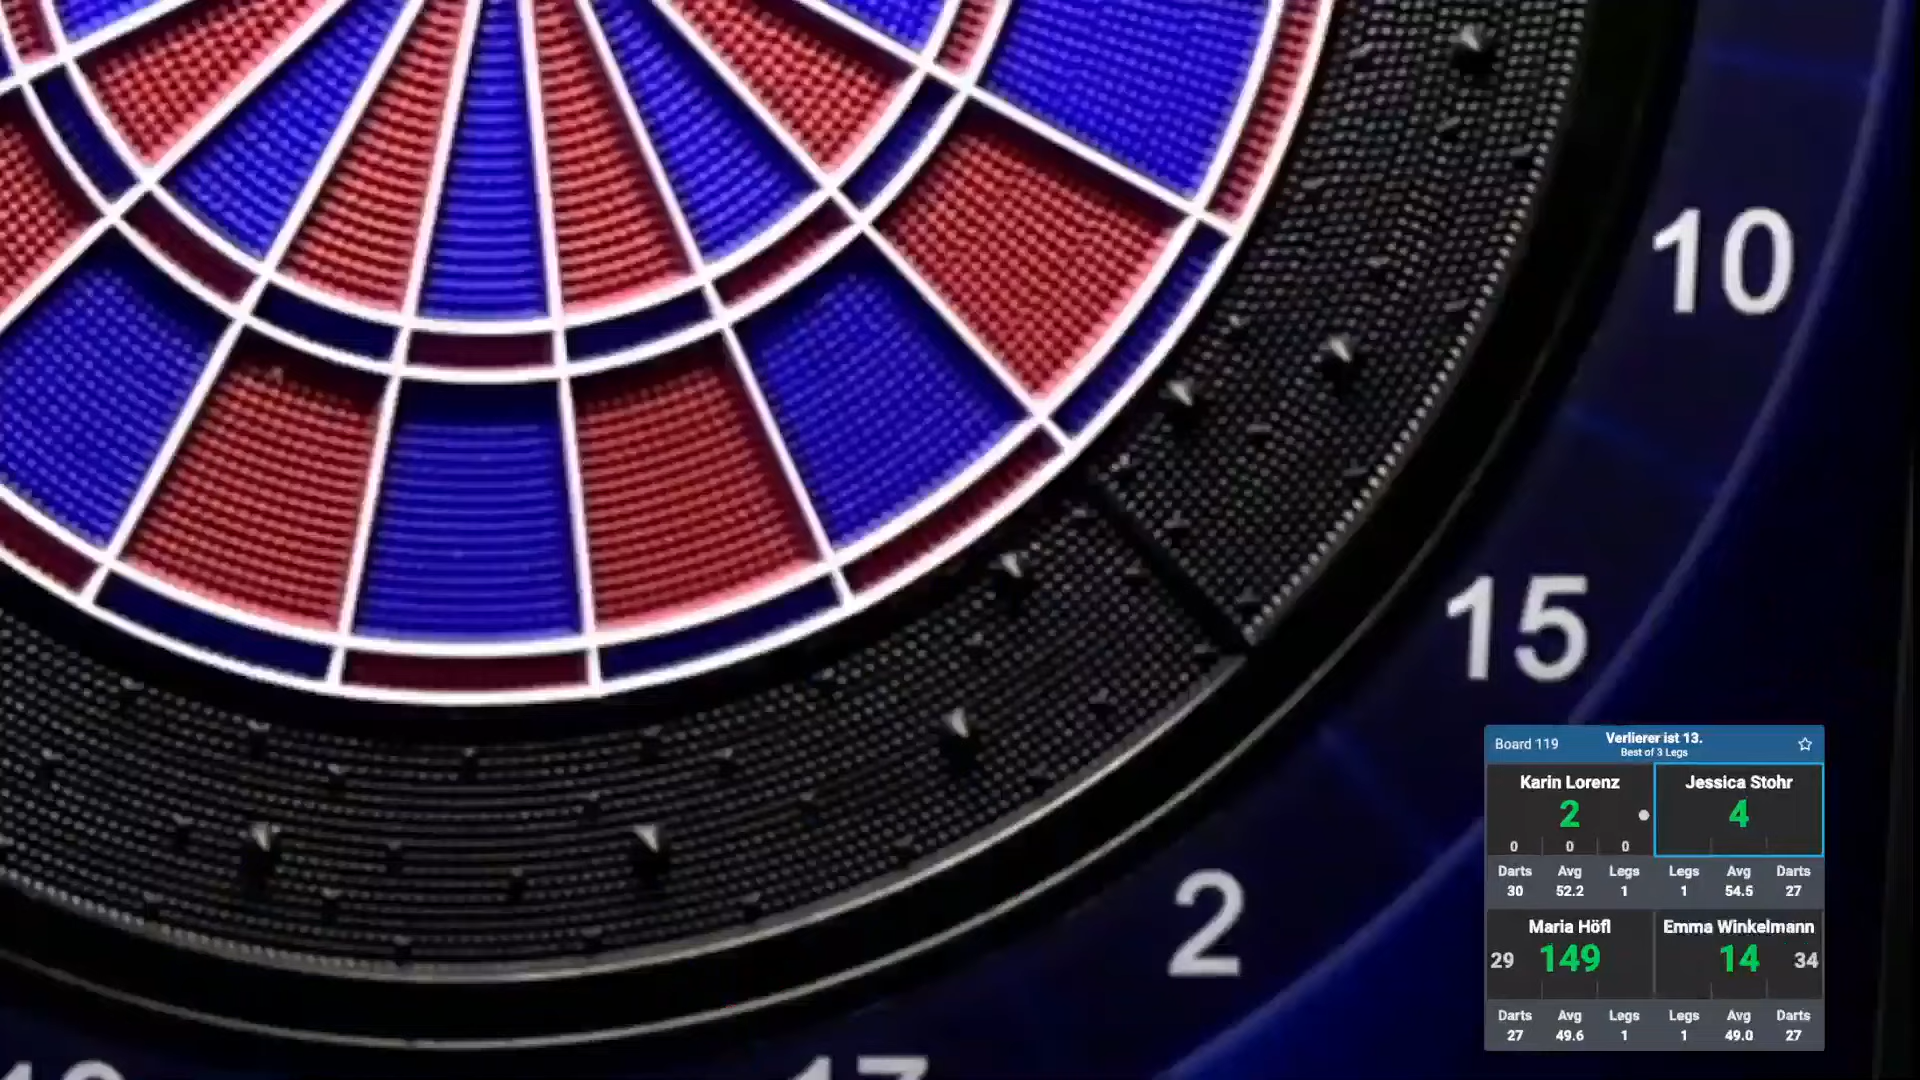 10
15
2
17
Board 119
Verlierer ist 13.
Best of 3 Legs
Karin Lorenz
2
0 0 0
Darts Avg Legs
30 52.2 1
Jessica Stohr
4
Legs Avg Darts
1 54.5 27
Maria Höfl
29 149
Darts Avg Legs
27 49.6 1
Emma Winkelmann
14 34
Legs Avg Darts
1 49.0 27